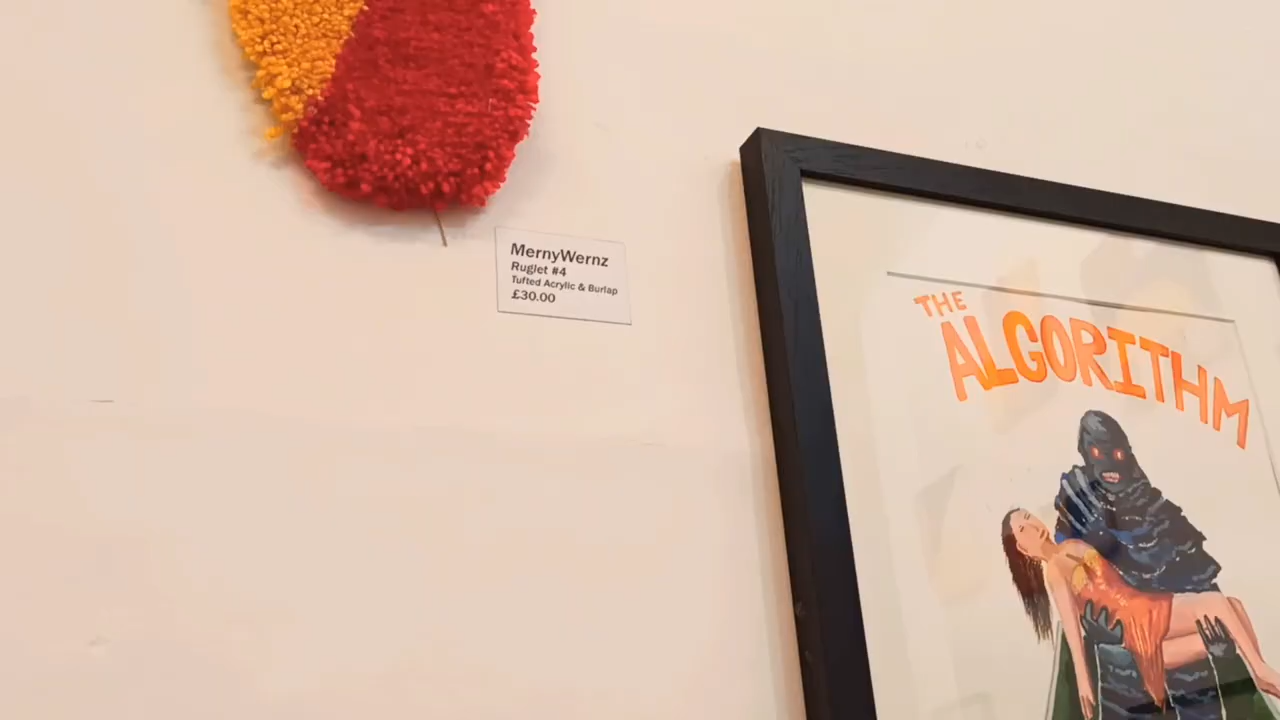 MernyWernz
Ruglet #4
Tufted Acrylic & Burlap
£30.00
THE
ALGORITHM